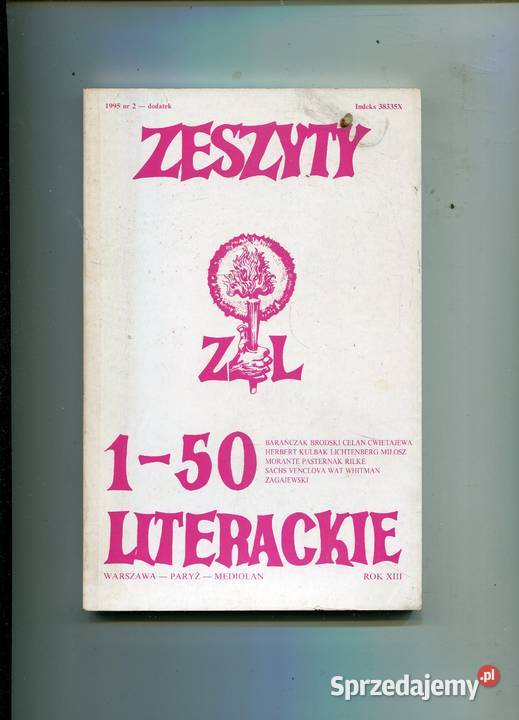 1995 nr 2 — dodatek Indeks 38335X
ZESZYTY
ZL
1-50
BARAŃCZAK BRODSKI CELAN CWIETAJEWA
HERBERT KULBAK LICHTENBERG MIŁOSZ
MORANTE PASTERNAK RILKE
SACHS VENCLOVA WAT WHITMAN
ZAGAJEWSKI
LITERACKIE
WARSZAWA — PARYŻ — MEDIOLAN ROK XIII
Sprzedajemy.pl